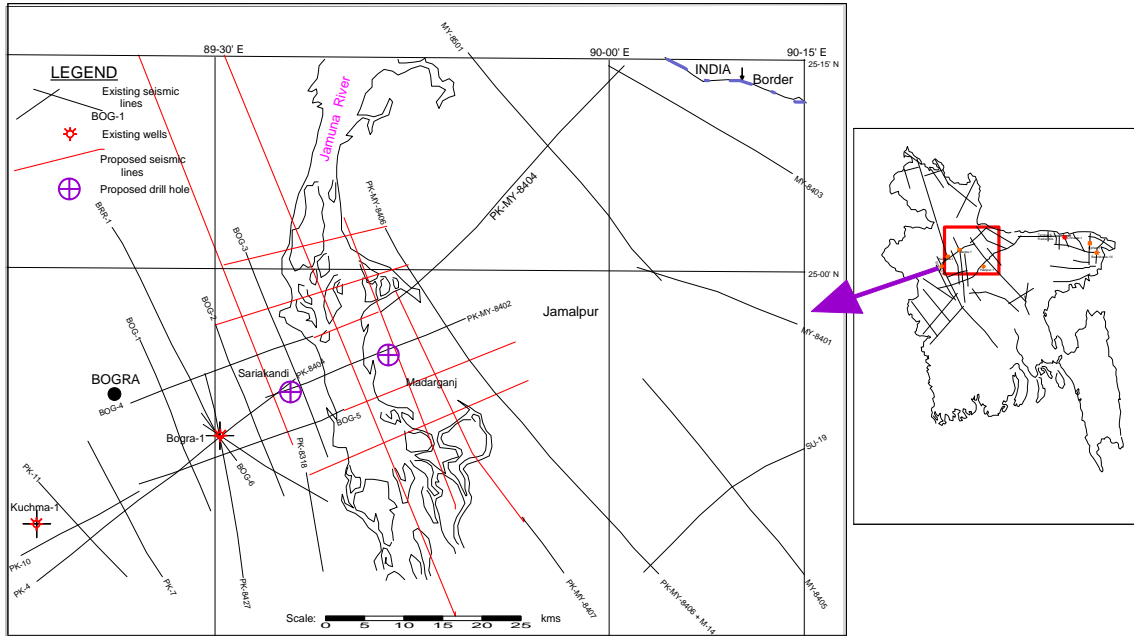 89-30' E
90-00' E
90-15' E
25-15' N
MY-8501
INDIA
Border
LEGEND
Existing seismic
lines
BOG-1
Existing wells
Proposed seismic
lines
Proposed drill hole
Jamuna River
PK-MY-8404
MY-8403
BRR-1
BOG-3
PK-MY-8406
25-00' N
BOG-2
BOG-1
PK-MY-8402
Jamalpur
MY-8401
Sariakandi
PK-8404
BOGRA
Madarganj
BOG-4
BOG-5
Bogra-1
SU-19
PK-8318
BOG-6
PK-11
Kuchma-1
PK-10
PK-4
PK-7
PK-8427
PK-MY-8407
PK-MY-8406 + M-14
MY-8405
Scale:
0 5 10 15 20 25
kms